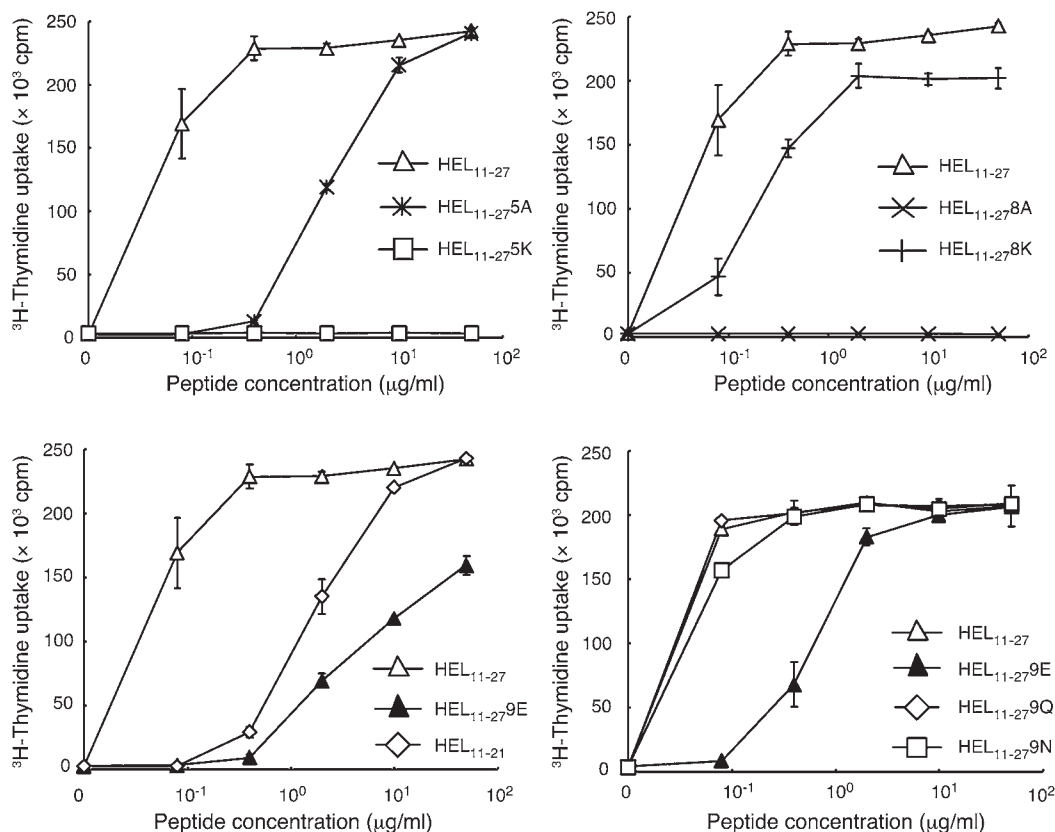 250
200
150
100
50
0
³H-Thymidine uptake (× 10³ cpm)
0 10⁻¹ 10⁰ 10¹ 10²
Peptide concentration (μg/ml)
HEL₁₁₋₂₇
HEL₁₁₋₂₇5A
HEL₁₁₋₂₇5K
250
200
150
100
50
0
³H-Thymidine uptake (× 10³ cpm)
0 10⁻¹ 10⁰ 10¹ 10²
Peptide concentration (μg/ml)
HEL₁₁₋₂₇
HEL₁₁₋₂₇8A
HEL₁₁₋₂₇8K
250
200
150
100
50
0
³H-Thymidine uptake (× 10³ cpm)
0 10⁻¹ 10⁰ 10¹ 10²
Peptide concentration (μg/ml)
HEL₁₁₋₂₇
HEL₁₁₋₂₇9E
HEL₁₁₋₂₁
250
200
150
100
50
0
³H-Thymidine uptake (× 10³ cpm)
0 10⁻¹ 10⁰ 10¹ 10²
Peptide concentration (μg/ml)
HEL₁₁₋₂₇
HEL₁₁₋₂₇9E
HEL₁₁₋₂₇9Q
HEL₁₁₋₂₇9N